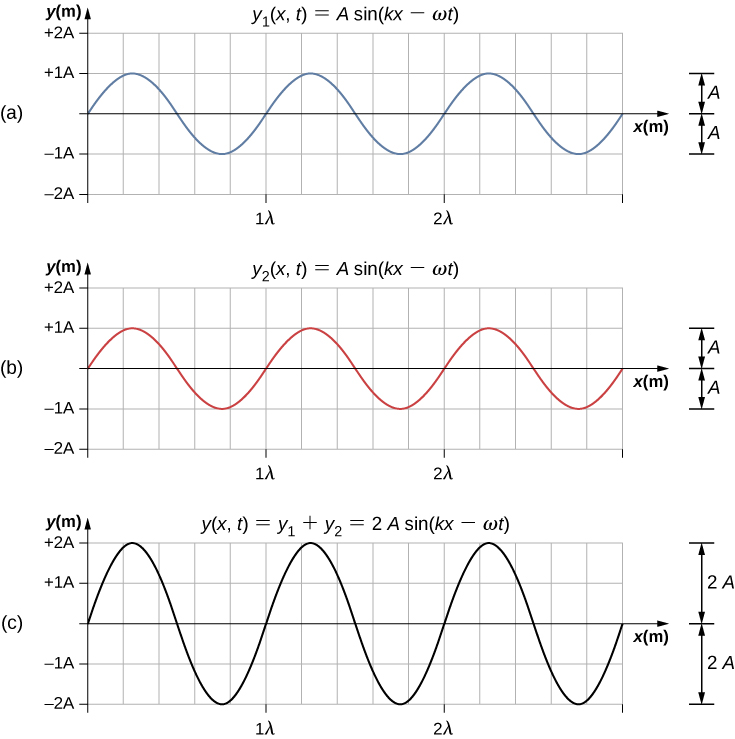 y(m) y₁(x, t) = A sin(kx − ωt)
+2A
+1A
A
(a)
x(m)
A
−1A
−2A
1λ 2λ
y(m) y₂(x, t) = A sin(kx − ωt)
+2A
+1A
A
(b)
x(m)
A
−1A
−2A
1λ 2λ
y(m) y(x, t) = y₁ + y₂ = 2 A sin(kx − ωt)
+2A
+1A
2 A
(c)
x(m)
2 A
−1A
−2A
1λ 2λ